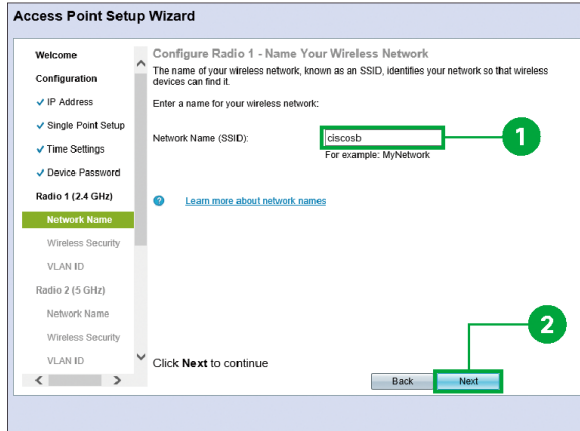 Access Point Setup Wizard
Welcome
Configuration
IP Address
Single Point Setup
Time Settings
Device Password
Radio 1 (2.4 GHz)
Network Name
Wireless Security
VLAN ID
Radio 2 (5 GHz)
Network Name
Wireless Security
VLAN ID
Configure Radio 1 - Name Your Wireless Network
The name of your wireless network, known as an SSID, identifies your network so that wireless
devices can find it.
Enter a name for your wireless network:
Network Name (SSID):
ciscosb
1
For example: MyNetwork
?
Learn more about network names
2
Click Next to continue
Back
Next